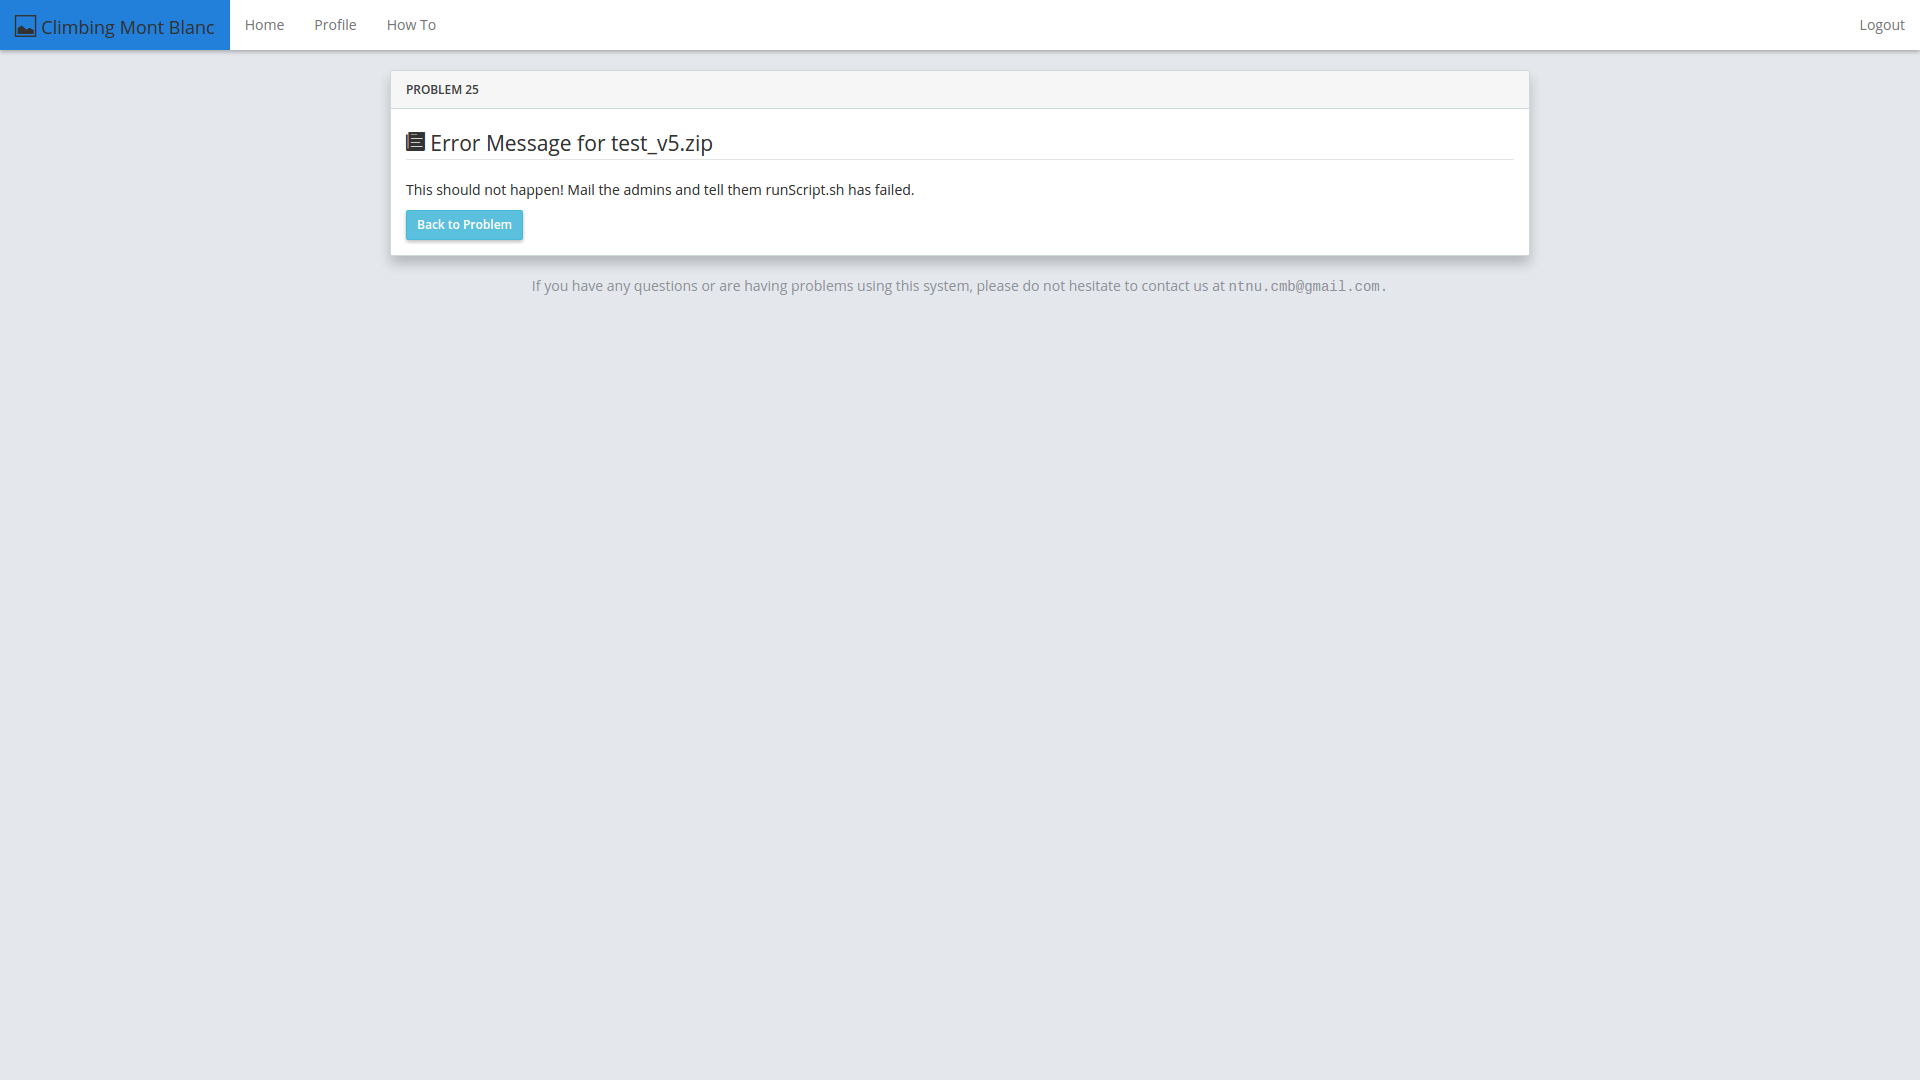 Climbing Mont Blanc Home Profile How To Logout
PROBLEM 25
Error Message for test_v5.zip
This should not happen! Mail the admins and tell them runScript.sh has failed.
Back to Problem
If you have any questions or are having problems using this system, please do not hesitate to contact us at ntnu.cmb@gmail.com.